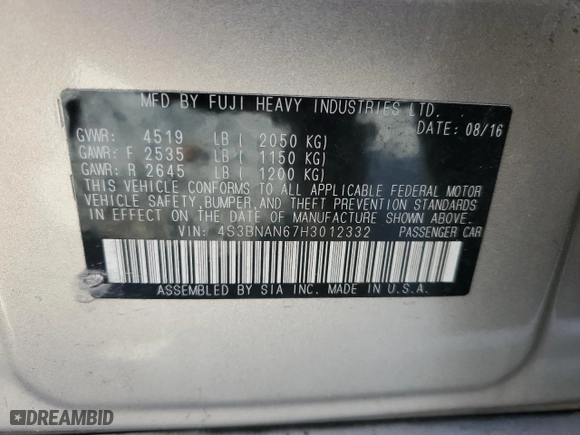 MFD BY FUJI HEAVY INDUSTRIES LTD.
DATE: 08/16
GVWR: 4519 LB ( 2050 KG)
GAWR: F 2535 LB ( 1150 KG)
GAWR: R 2645 LB ( 1200 KG)
THIS VEHICLE CONFORMS TO ALL APPLICABLE FEDERAL MOTOR
VEHICLE SAFETY, BUMPER, AND THEFT PREVENTION STANDARDS
IN EFFECT ON THE DATE OF MANUFACTURE SHOWN ABOVE.
VIN: 4S3BNAN67H3012332 PASSENGER CAR
ASSEMBLED BY SIA INC. MADE IN U.S.A.
DREAMBID